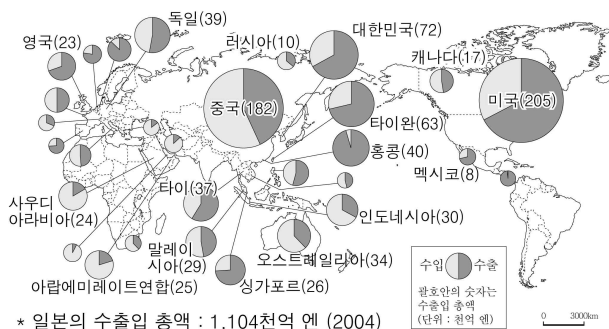 독일(39)
대한민국(72)
영국(23)
러시아(10)
캐나다(17)
중국(182)
미국(205)
타이완(63)
홍콩(40)
멕시코(8)
사우디
아라비아(24)
타이(37)
인도네시아(30)
말레이
시아(29)
오스트레일리아(34)
아랍에미레이트연합(25)
싱가포르(26)
수입 수출
괄호안의 숫자는
수출입 총액
(단위 : 천억 엔)
0 3000km
* 일본의 수출입 총액 : 1,104천억 엔 (2004)